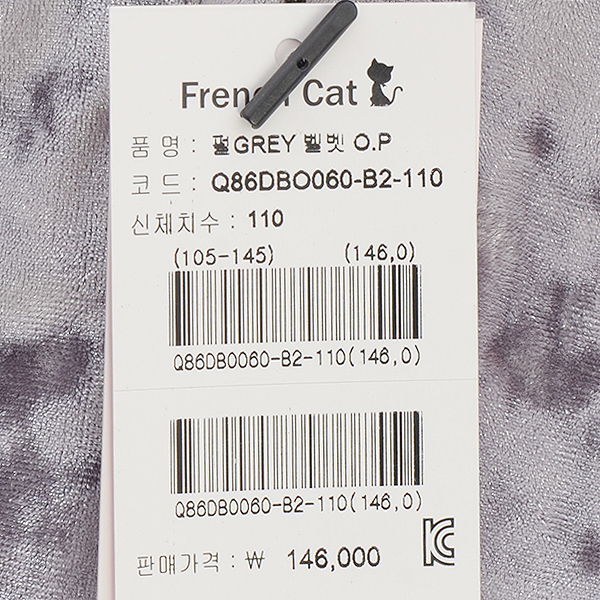 French Cat
품 명 : 펄GREY 벨벳 O.P
코 드 : Q86DBO060-B2-110
신체치수 : 110
(105-145) (146,0)
Q86DBO060-B2-110(146,0)
Q86DBO060-B2-110(146,0)
판매가격 : ₩ 146,000